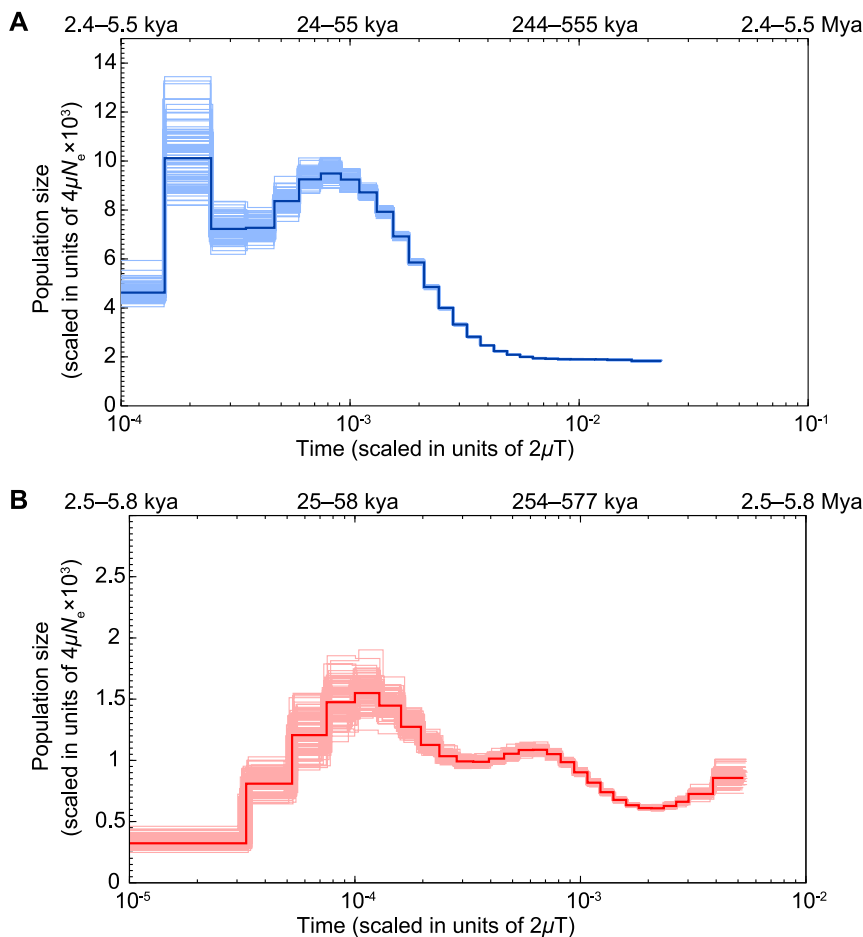 A
2.4–5.5 kya 24–55 kya 244–555 kya 2.4–5.5 Mya
14
12
10
8
6
4
2
0
Population size
(scaled in units of 4µNₑ×10³)
10⁻⁴ 10⁻³ 10⁻² 10⁻¹
Time (scaled in units of 2µT)
B
2.5–5.8 kya 25–58 kya 254–577 kya 2.5–5.8 Mya
2.5
2
1.5
1
0.5
0
Population size
(scaled in units of 4µNₑ×10³)
10⁻⁵ 10⁻⁴ 10⁻³ 10⁻²
Time (scaled in units of 2µT)